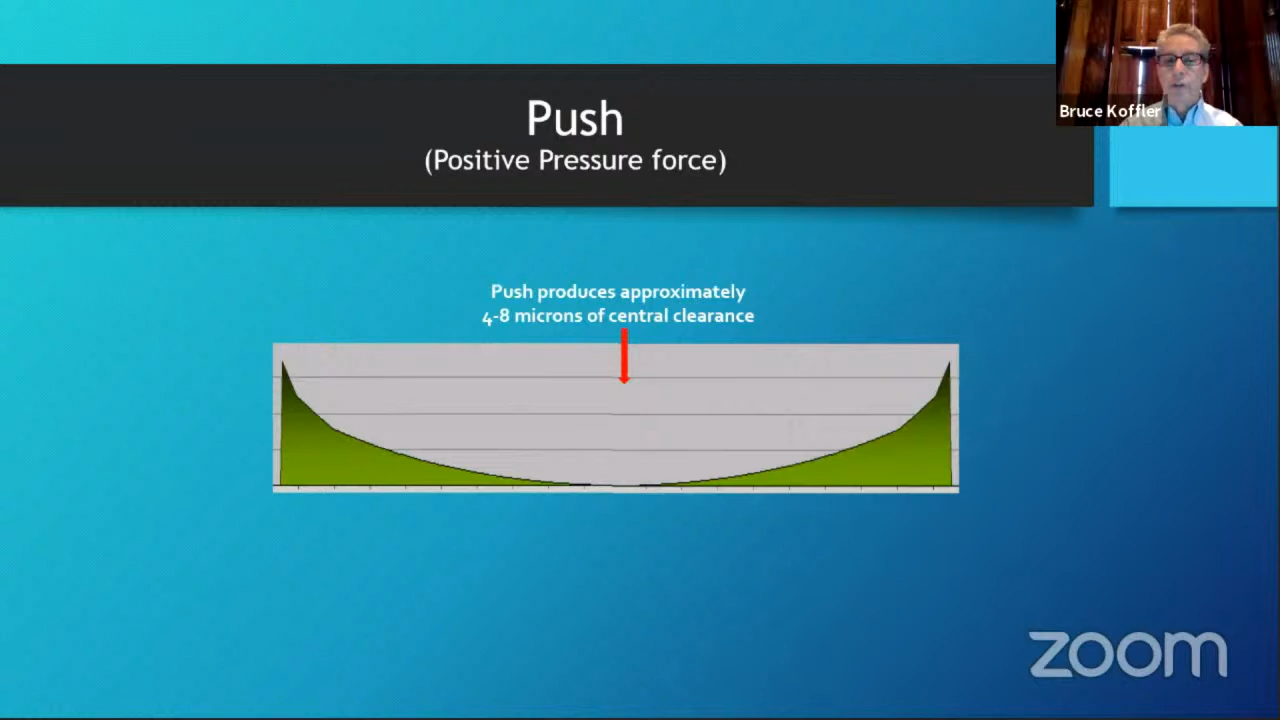 Push
(Positive Pressure force)
Bruce Koffler
Push produces approximately
4-8 microns of central clearance
zoom